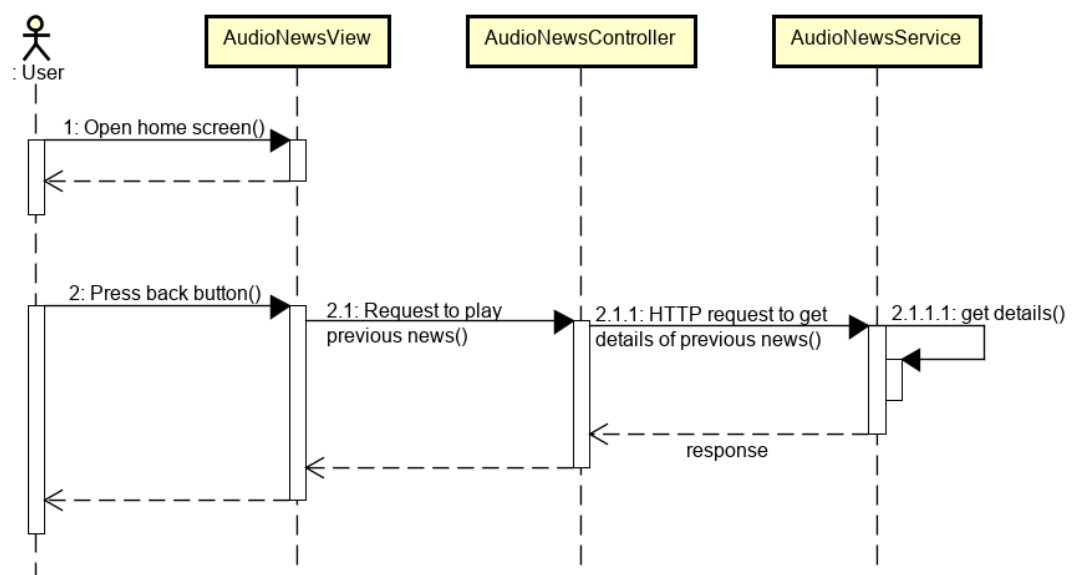 AudioNewsView
AudioNewsController
AudioNewsService
: User
1: Open home screen()
2: Press back button()
2.1: Request to play
previous news()
2.1.1: HTTP request to get
details of previous news()
2.1.1.1: get details()
response